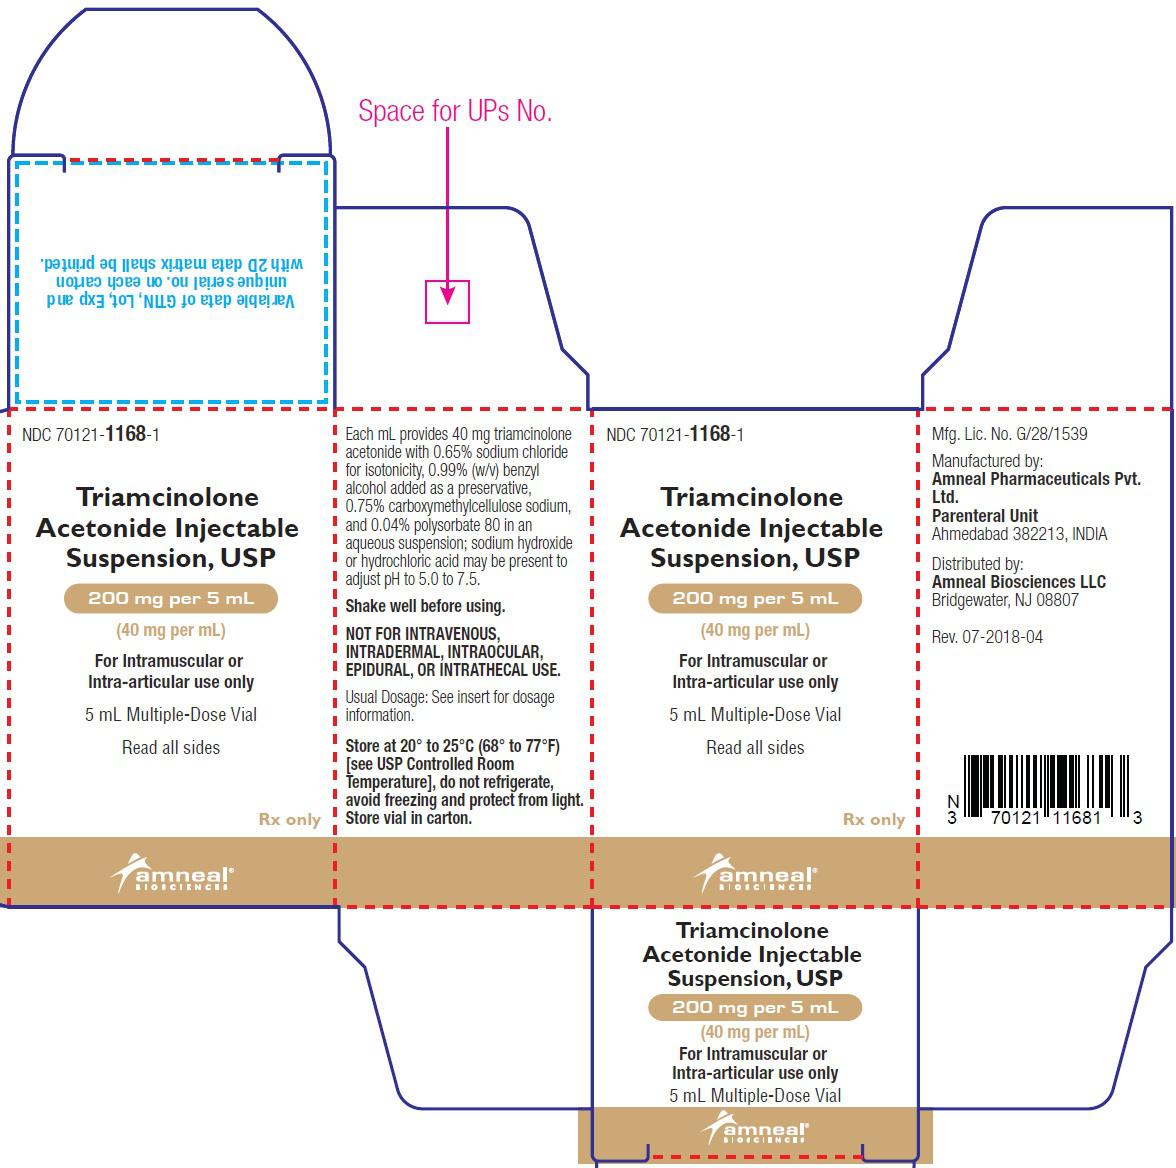 Space for UPs No.
Variable data of GTIN, Lot, Exp and
unique serial no. on each carton
with 2D data matrix shall be printed.
NDC 70121-1168-1
Triamcinolone
Acetonide Injectable
Suspension, USP
200 mg per 5 mL
(40 mg per mL)
For Intramuscular or
Intra-articular use only
5 mL Multiple-Dose Vial
Read all sides
Rx only
amneal®
BIOSCIENCES
Each mL provides 40 mg triamcinolone
acetonide with 0.65% sodium chloride
for isotonicity, 0.99% (w/v) benzyl
alcohol added as a preservative,
0.75% carboxymethylcellulose sodium,
and 0.04% polysorbate 80 in an
aqueous suspension; sodium hydroxide
or hydrochloric acid may be present to
adjust pH to 5.0 to 7.5.
Shake well before using.
NOT FOR INTRAVENOUS,
INTRADERMAL, INTRAOCULAR,
EPIDURAL, OR INTRATHECAL USE.
Usual Dosage: See insert for dosage
information.
Store at 20° to 25°C (68° to 77°F)
[see USP Controlled Room
Temperature], do not refrigerate,
avoid freezing and protect from light.
Store vial in carton.
NDC 70121-1168-1
Triamcinolone
Acetonide Injectable
Suspension, USP
200 mg per 5 mL
(40 mg per mL)
For Intramuscular or
Intra-articular use only
5 mL Multiple-Dose Vial
Read all sides
Rx only
amneal®
BIOSCIENCES
Mfg. Lic. No. G/28/1539
Manufactured by:
Amneal Pharmaceuticals Pvt.
Ltd.
Parenteral Unit
Ahmedabad 382213, INDIA
Distributed by:
Amneal Biosciences LLC
Bridgewater, NJ 08807
Rev. 07-2018-04
N
3 70121 11681 3
Triamcinolone
Acetonide Injectable
Suspension, USP
200 mg per 5 mL
(40 mg per mL)
For Intramuscular or
Intra-articular use only
5 mL Multiple-Dose Vial
amneal®
BIOSCIENCES